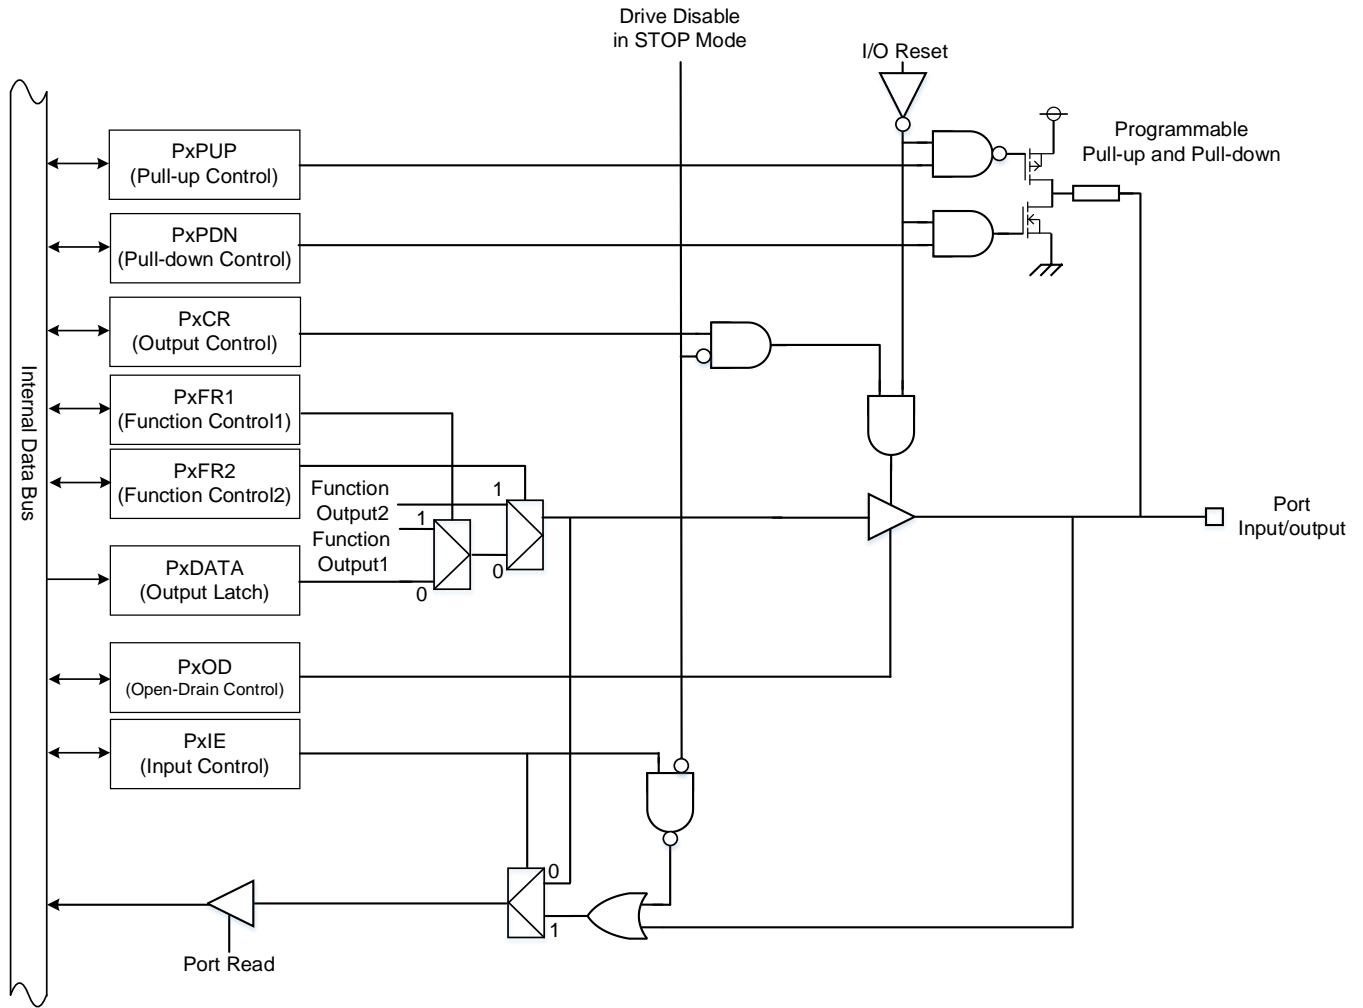 Drive Disable
in STOP Mode
I/O Reset
Programmable
Pull-up and Pull-down
PxPUP
(Pull-up Control)
PxPDN
(Pull-down Control)
PxCR
(Output Control)
PxFR1
(Function Control1)
PxFR2
(Function Control2)
Internal Data Bus
Function
Output2
1
Function
Output1
1
0
0
Port
Input/output
PxDATA
(Output Latch)
PxOD
(Open-Drain Control)
PxIE
(Input Control)
0
1
Port Read